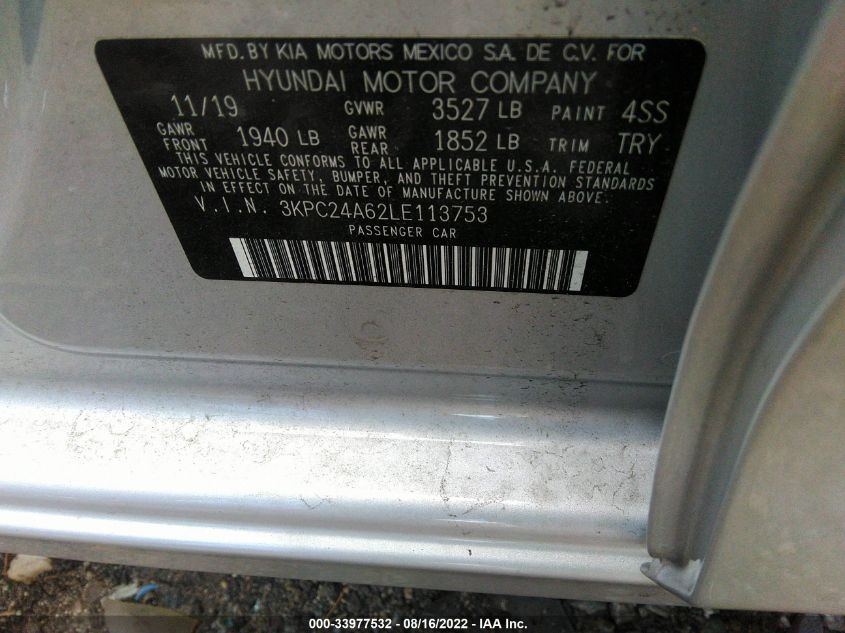 MFD. BY KIA MOTORS MEXICO S.A. DE C.V. FOR
HYUNDAI MOTOR COMPANY
11/19 GVWR 3527 LB PAINT 4SS
GAWR FRONT 1940 LB GAWR REAR 1852 LB TRIM TRY
THIS VEHICLE CONFORMS TO ALL APPLICABLE U.S.A. FEDERAL
MOTOR VEHICLE SAFETY, BUMPER, AND THEFT PREVENTION STANDARDS
IN EFFECT ON THE DATE OF MANUFACTURE SHOWN ABOVE.
V.I.N. 3KPC24A62LE113753
PASSENGER CAR
000-33977532 - 08/16/2022 - IAA Inc.